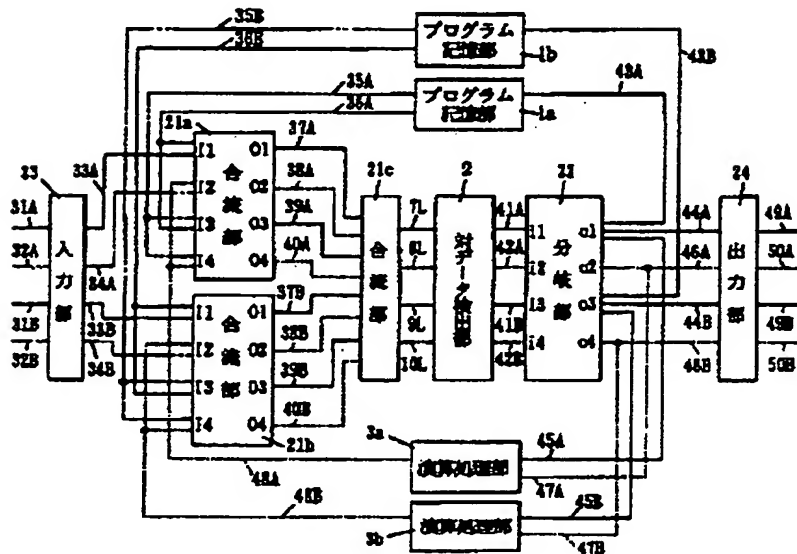 35B
36B
プログラム
記憶部
1b
43B
35A
36A
プログラム
記憶部
1a
43A
21a
37A
23
33A
I1
O1
I2
O2
I3
O3
I4
O4
合流部
38A
39A
40A
21c
2
22
24
31A
32A
31B
32B
入力部
34A
33B
34B
合流部
7L
8L
9L
10L
対データ検出部
41A
42A
41B
42B
I1
I2
I3
I4
分岐部
o1
o2
o3
o4
44A
46A
44B
出力部
49A
50A
49B
50B
I1
O1
I2
O2
I3
O3
I4
O4
合流部
37B
38B
39B
40B
21b
3a
演算処理部
45A
47A
48A
48B
3b
演算処理部
45B
47B